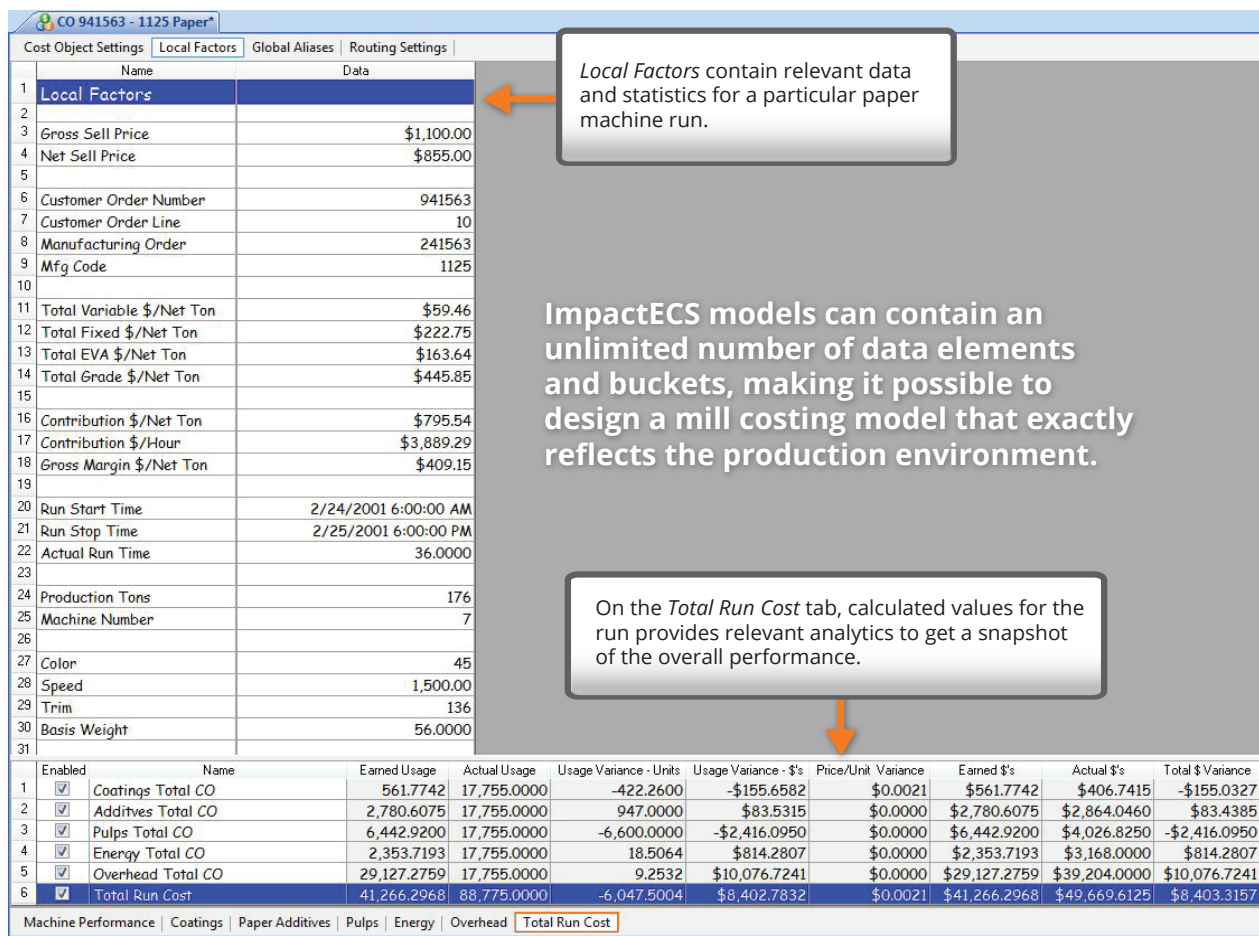 CO 941563 - 1125 Paper*
Cost Object Settings Local Factors Global Aliases Routing Settings
Name Data
1 Local Factors
2
3 Gross Sell Price $1,100.00
4 Net Sell Price $855.00
5
6 Customer Order Number 941563
7 Customer Order Line 10
8 Manufacturing Order 241563
9 Mfg Code 1125
10
11 Total Variable $/Net Ton $59.46
12 Total Fixed $/Net Ton $222.75
13 Total EVA $/Net Ton $163.64
14 Total Grade $/Net Ton $445.85
15
16 Contribution $/Net Ton $795.54
17 Contribution $/Hour $3,889.29
18 Gross Margin $/Net Ton $409.15
19
20 Run Start Time 2/24/2001 6:00:00 AM
21 Run Stop Time 2/25/2001 6:00:00 PM
22 Actual Run Time 36.0000
23
24 Production Tons 176
25 Machine Number 7
26
27 Color 45
28 Speed 1,500.00
29 Trim 136
30 Basis Weight 56.0000
31
Local Factors contain relevant data
and statistics for a particular paper
machine run.
ImpactECS models can contain an
unlimited number of data elements
and buckets, making it possible to
design a mill costing model that exactly
reflects the production environment.
On the Total Run Cost tab, calculated values for the
run provides relevant analytics to get a snapshot
of the overall performance.
Enabled Name Earned Usage Actual Usage Usage Variance - Units Usage Variance - $'s Price/Unit Variance Earned $'s Actual $'s Total $ Variance
1 Coatings Total CO 561.7742 17,755.0000 -422.2600 -$155.6582 $0.0021 $561.7742 $406.7415 -$155.0327
2 Additves Total CO 2,780.6075 17,755.0000 947.0000 $83.5315 $0.0000 $2,780.6075 $2,864.0460 $83.4385
3 Pulps Total CO 6,442.9200 17,755.0000 -6,600.0000 -$2,416.0950 $0.0000 $6,442.9200 $4,026.8250 -$2,416.0950
4 Energy Total CO 2,353.7193 17,755.0000 18.5064 $814.2807 $0.0000 $2,353.7193 $3,168.0000 $814.2807
5 Overhead Total CO 29,127.2759 17,755.0000 9.2532 $10,076.7241 $0.0000 $29,127.2759 $39,204.0000 $10,076.7241
6 Total Run Cost 41,266.2968 88,775.0000 -6,047.5004 $8,402.7832 $0.0021 $41,266.2968 $49,669.6125 $8,403.3157
Machine Performance Coatings Paper Additives Pulps Energy Overhead Total Run Cost